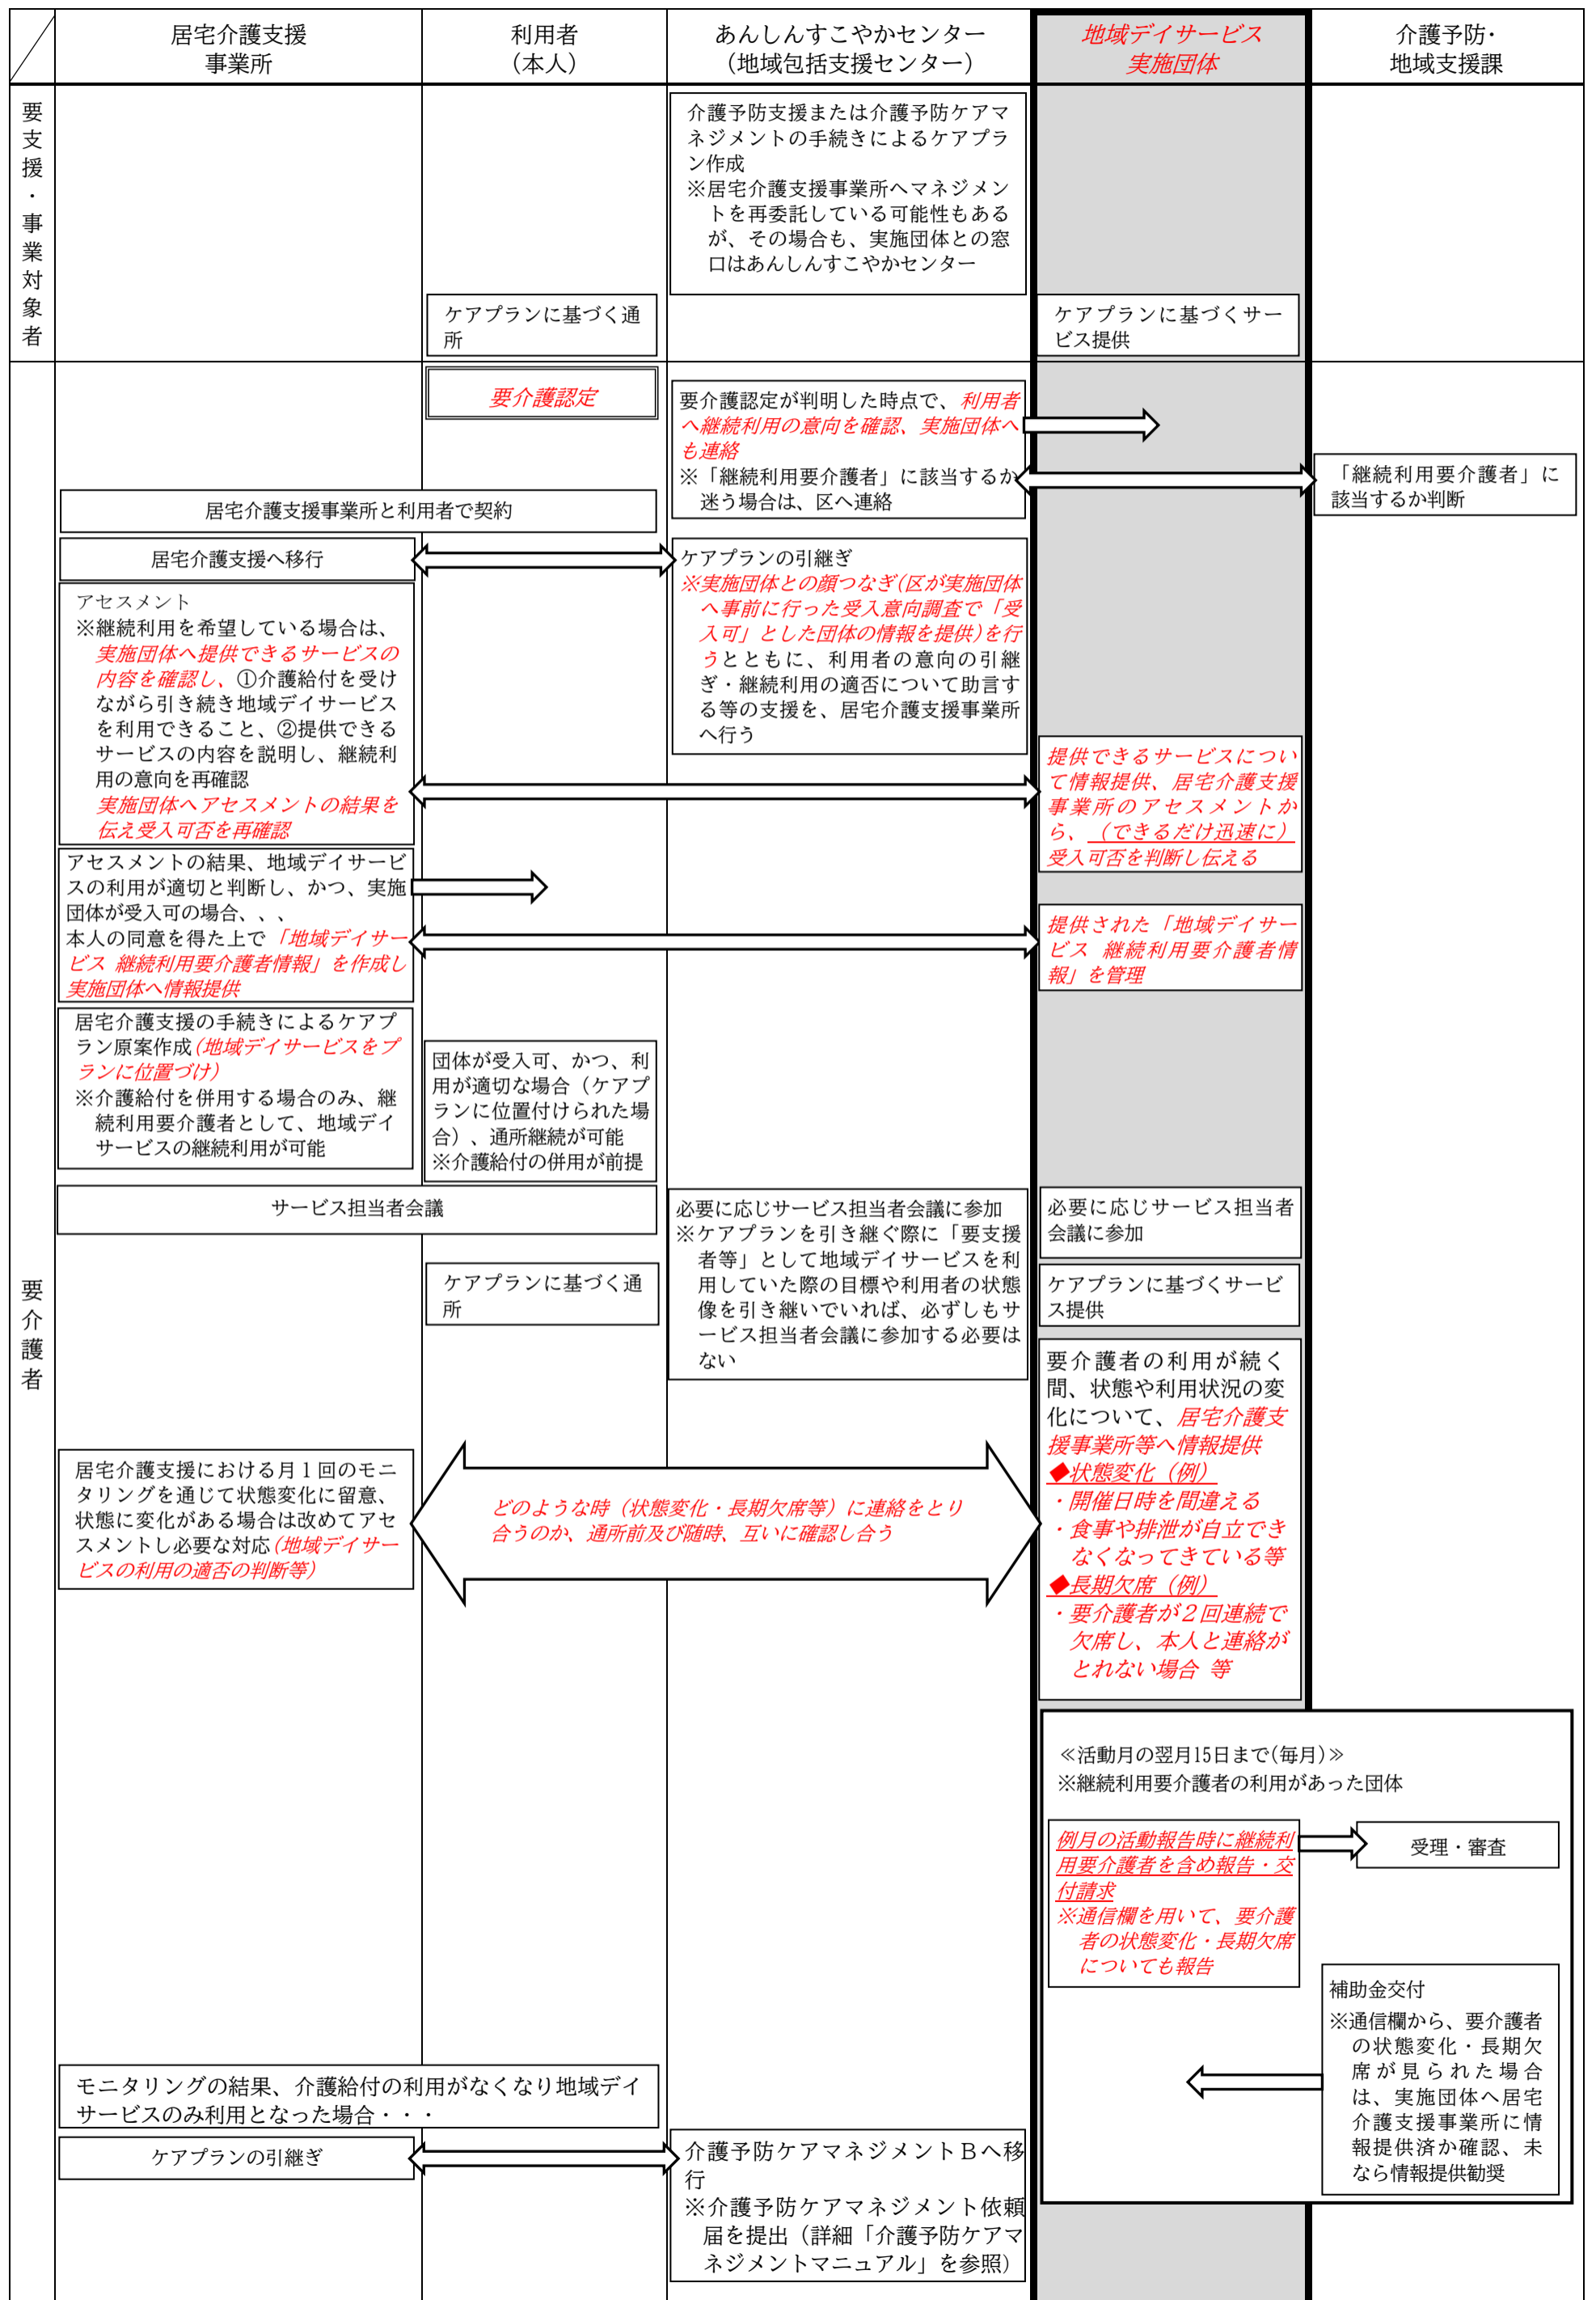 居宅介護支援
事業所
利用者
（本人）
あんしんすこやかセンター
（地域包括支援センター）
地域デイサービス
実施団体
介護予防・
地域支援課
要支援・事業対象者
介護予防支援または介護予防ケアマ
ネジメントの手続きによるケアプラ
ン作成
※居宅介護支援事業所へマネジメン
トを再委託している可能性もある
が、その場合も、実施団体との窓
口はあんしんすこやかセンター
ケアプランに基づく通
所
ケアプランに基づくサー
ビス提供
要介護者
要介護認定
要介護認定が判明した時点で、利用者
へ継続利用の意向を確認、実施団体へ
も連絡
※「継続利用要介護者」に該当するか
迷う場合は、区へ連絡
「継続利用要介護者」に
該当するか判断
居宅介護支援事業所と利用者で契約
居宅介護支援へ移行
ケアプランの引継ぎ
※実施団体との顔つなぎ(区が実施団体
へ事前に行った受入意向調査で「受
入可」とした団体の情報を提供)を行
うとともに、利用者の意向の引継
ぎ・継続利用の適否について助言す
る等の支援を、居宅介護支援事業所
へ行う
アセスメント
※継続利用を希望している場合は、
実施団体へ提供できるサービスの
内容を確認し、①介護給付を受け
ながら引き続き地域デイサービス
を利用できること、②提供できる
サービスの内容を説明し、継続利
用の意向を再確認
実施団体へアセスメントの結果を
伝え受入可否を再確認
提供できるサービスについ
て情報提供、居宅介護支援
事業所のアセスメントか
ら、（できるだけ迅速に）
受入可否を判断し伝える
アセスメントの結果、地域デイサービ
スの利用が適切と判断し、かつ、実施
団体が受入可の場合、、、
本人の同意を得た上で「地域デイサー
ビス 継続利用要介護者情報」を作成し
実施団体へ情報提供
提供された「地域デイサー
ビス 継続利用要介護者情
報」を管理
居宅介護支援の手続きによるケアプ
ラン原案作成(地域デイサービスをプ
ランに位置づけ)
※介護給付を併用する場合のみ、継
続利用要介護者として、地域デイ
サービスの継続利用が可能
団体が受入可、かつ、利
用が適切な場合（ケアプ
ランに位置付けられた場
合）、通所継続が可能
※介護給付の併用が前提
サービス担当者会議
必要に応じサービス担当者会議に参加
※ケアプランを引き継ぐ際に「要支援
者等」として地域デイサービスを利
用していた際の目標や利用者の状態
像を引き継いでいれば、必ずしもサ
ービス担当者会議に参加する必要は
ない
必要に応じサービス担当者
会議に参加
ケアプランに基づく通
所
ケアプランに基づくサービ
ス提供
要介護者の利用が続く
間、状態や利用状況の変
化について、居宅介護支
援事業所等へ情報提供
◆状態変化（例）
・開催日時を間違える
・食事や排泄が自立でき
なくなってきている等
◆長期欠席（例）
・要介護者が２回連続で
欠席し、本人と連絡が
とれない場合 等
居宅介護支援における月１回のモニ
タリングを通じて状態変化に留意、
状態に変化がある場合は改めてアセ
スメントし必要な対応(地域デイサー
ビスの利用の適否の判断等)
どのような時（状態変化・長期欠席等）に連絡をとり
合うのか、通所前及び随時、互いに確認し合う
≪活動月の翌月15日まで(毎月)≫
※継続利用要介護者の利用があった団体
例月の活動報告時に継続利
用要介護者を含め報告・交
付請求
※通信欄を用いて、要介護
者の状態変化・長期欠席
についても報告
受理・審査
補助金交付
※通信欄から、要介護者
の状態変化・長期欠
席が見られた場合
は、実施団体へ居宅
介護支援事業所に情
報提供済か確認、未
なら情報提供勧奨
モニタリングの結果、介護給付の利用がなくなり地域デイ
サービスのみ利用となった場合・・・
ケアプランの引継ぎ
介護予防ケアマネジメントＢへ移
行
※介護予防ケアマネジメント依頼
届を提出（詳細「介護予防ケアマ
ネジメントマニュアル」を参照）